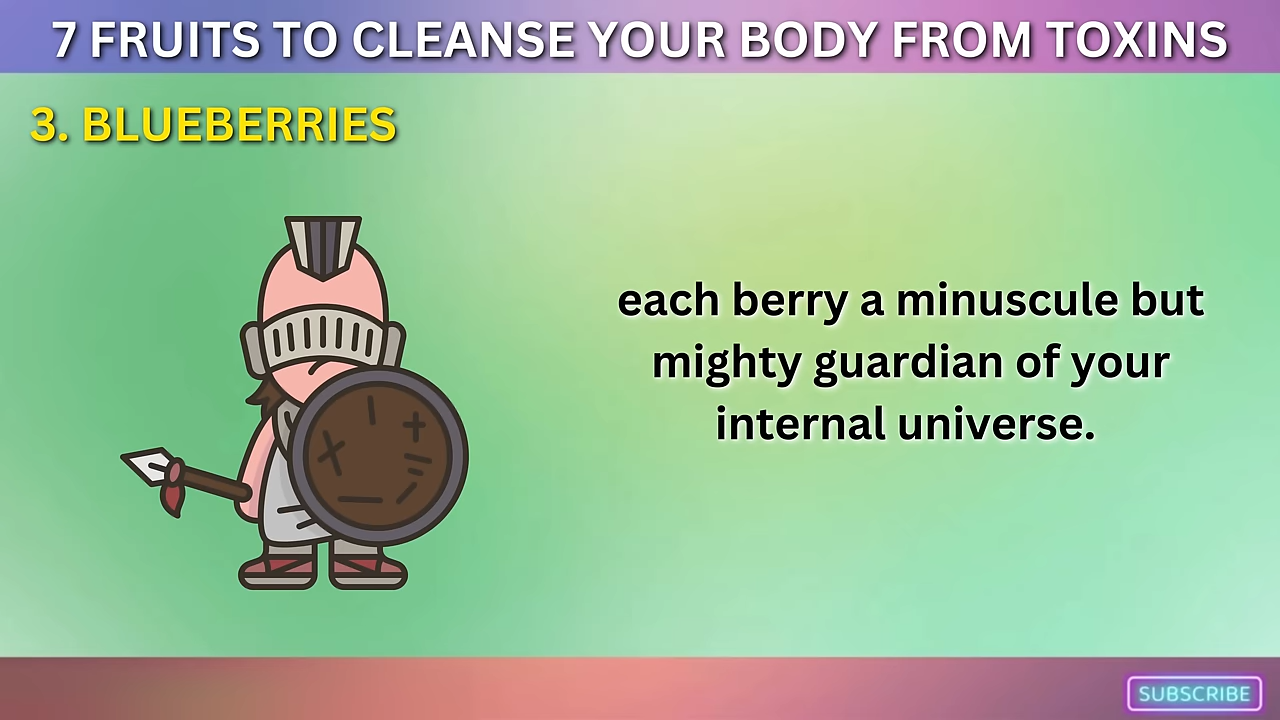 7 FRUITS TO CLEANSE YOUR BODY FROM TOXINS
3. BLUEBERRIES
each berry a minuscule but
mighty guardian of your
internal universe.
SUBSCRIBE